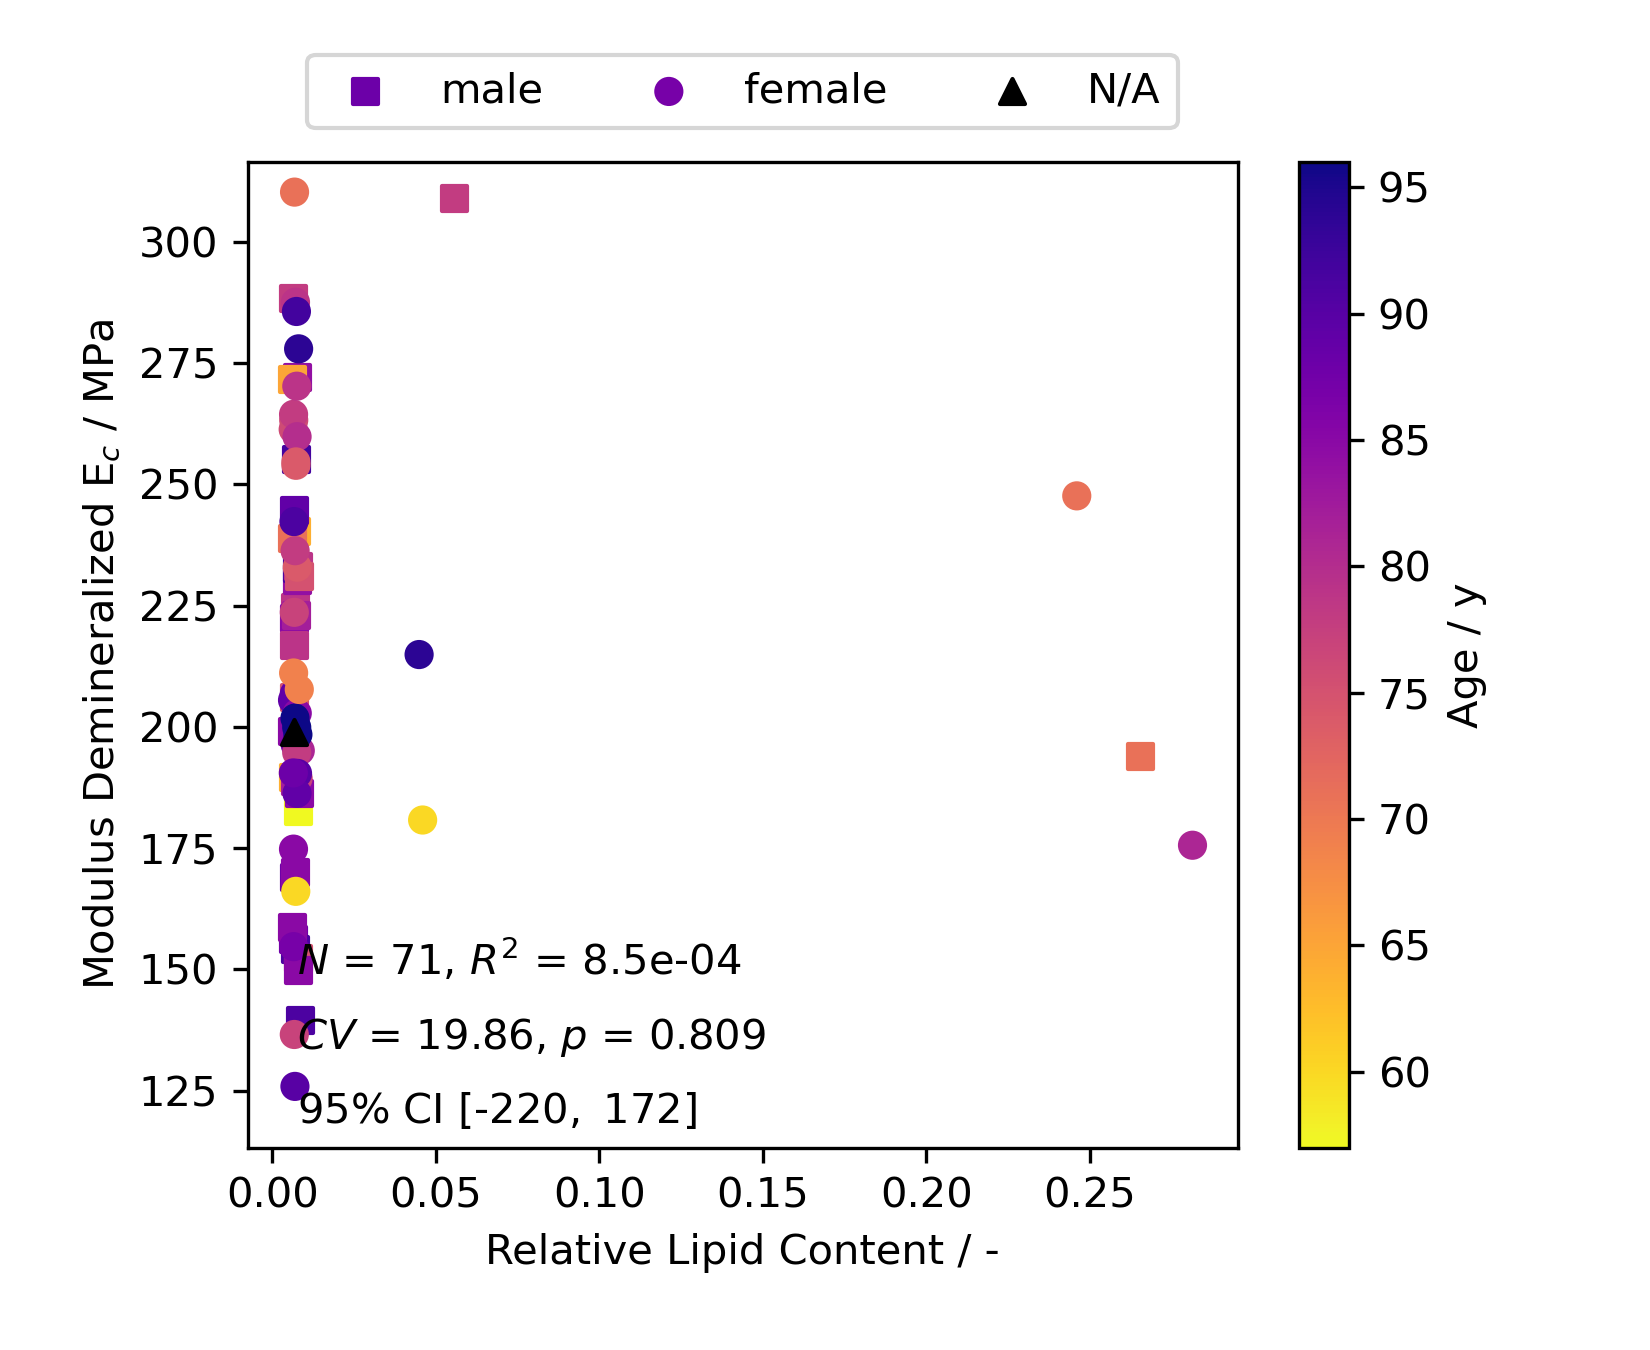 male female N/A
300
275
250
225
200
175
150
125
Modulus Demineralized E_c / MPa
N = 71, R² = 8.5e-04
CV = 19.86, p = 0.809
95% CI [-220, 172]
0.00 0.05 0.10 0.15 0.20 0.25
Relative Lipid Content / -
95
90
85
80
75
70
65
60
Age / y